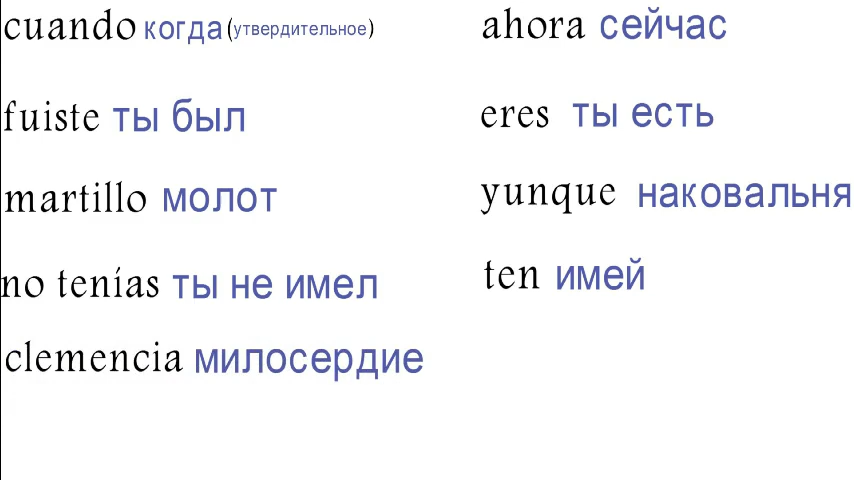 cuando когда (утвердительное)
fuiste ты был
martillo молот
no tenías ты не имел
clemencia милосердие
ahora сейчас
eres ты есть
yunque наковальня
ten имей